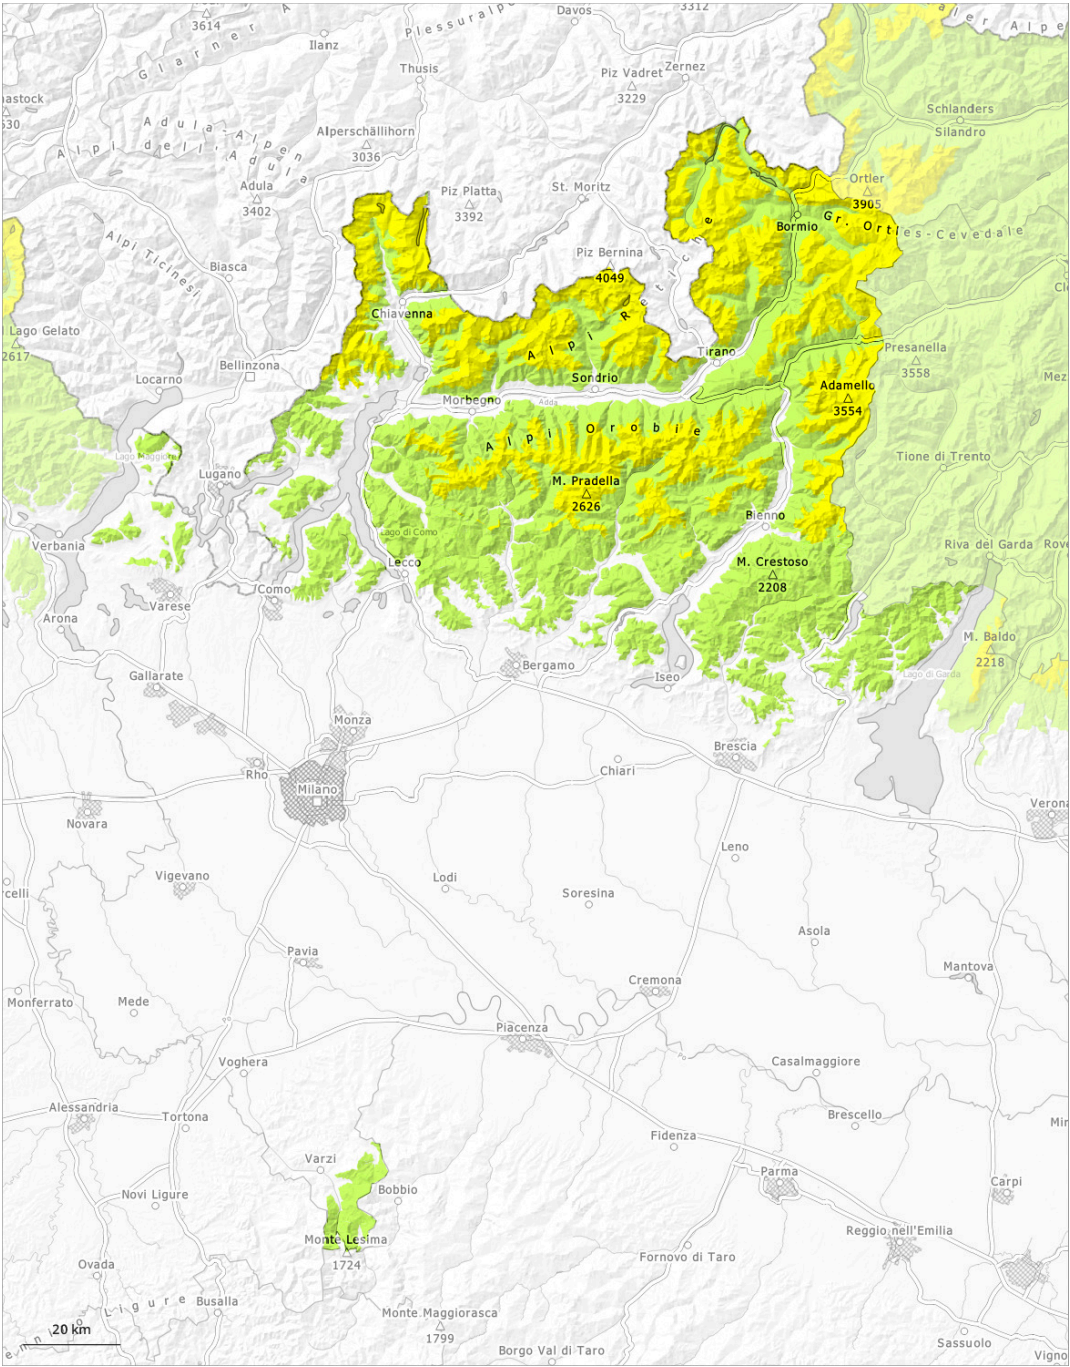 3614
Davos
3312
Plessuralpe
Glarner A
Ilanz
Thusis
Piz Vadret
3229
Zernez
Schlanders
Silandro
Adula-Alpen
Alpi dell'Adula
Alperschällihorn
3036
Adula
3402
Piz Platta
3392
St. Moritz
Ortler
3905
Bormio
Gr. Ortles-Cevedale
Alpi Ticinesi
Biasca
Piz Bernina
4049
Chiavenna
Alpi Retiche
l Lago Gelato
2617
Bellinzona
Locarno
Tirano
Presanella
3558
Sondrio
Morbegno
Adda
Adamello
3554
Alpi Orobie
Lago Maggiore
Lugano
Tione di Trento
M. Pradella
2626
Bienno
Verbania
Lago di Como
Lecco
M. Crestoso
2208
Riva del Garda
Como
Varese
Arona
M. Baldo
2218
Bergamo
Iseo
Lago di Garda
Gallarate
Monza
Brescia
Rho
Chiari
Milano
Novara
Verona
Leno
Vigevano
Lodi
Soresina
Asola
Pavia
Mantova
Monferrato
Mede
Cremona
Piacenza
Voghera
Casalmaggiore
Alessandria
Tortona
Brescello
Fidenza
Varzi
Parma
Carpi
Novi Ligure
Bobbio
Monte Lesima
1724
Reggio nell'Emilia
Fornovo di Taro
Ovada
Busalla
Ligure
Monte Maggiorasca
1799
20 km
Sassuolo
Borgo Val di Taro